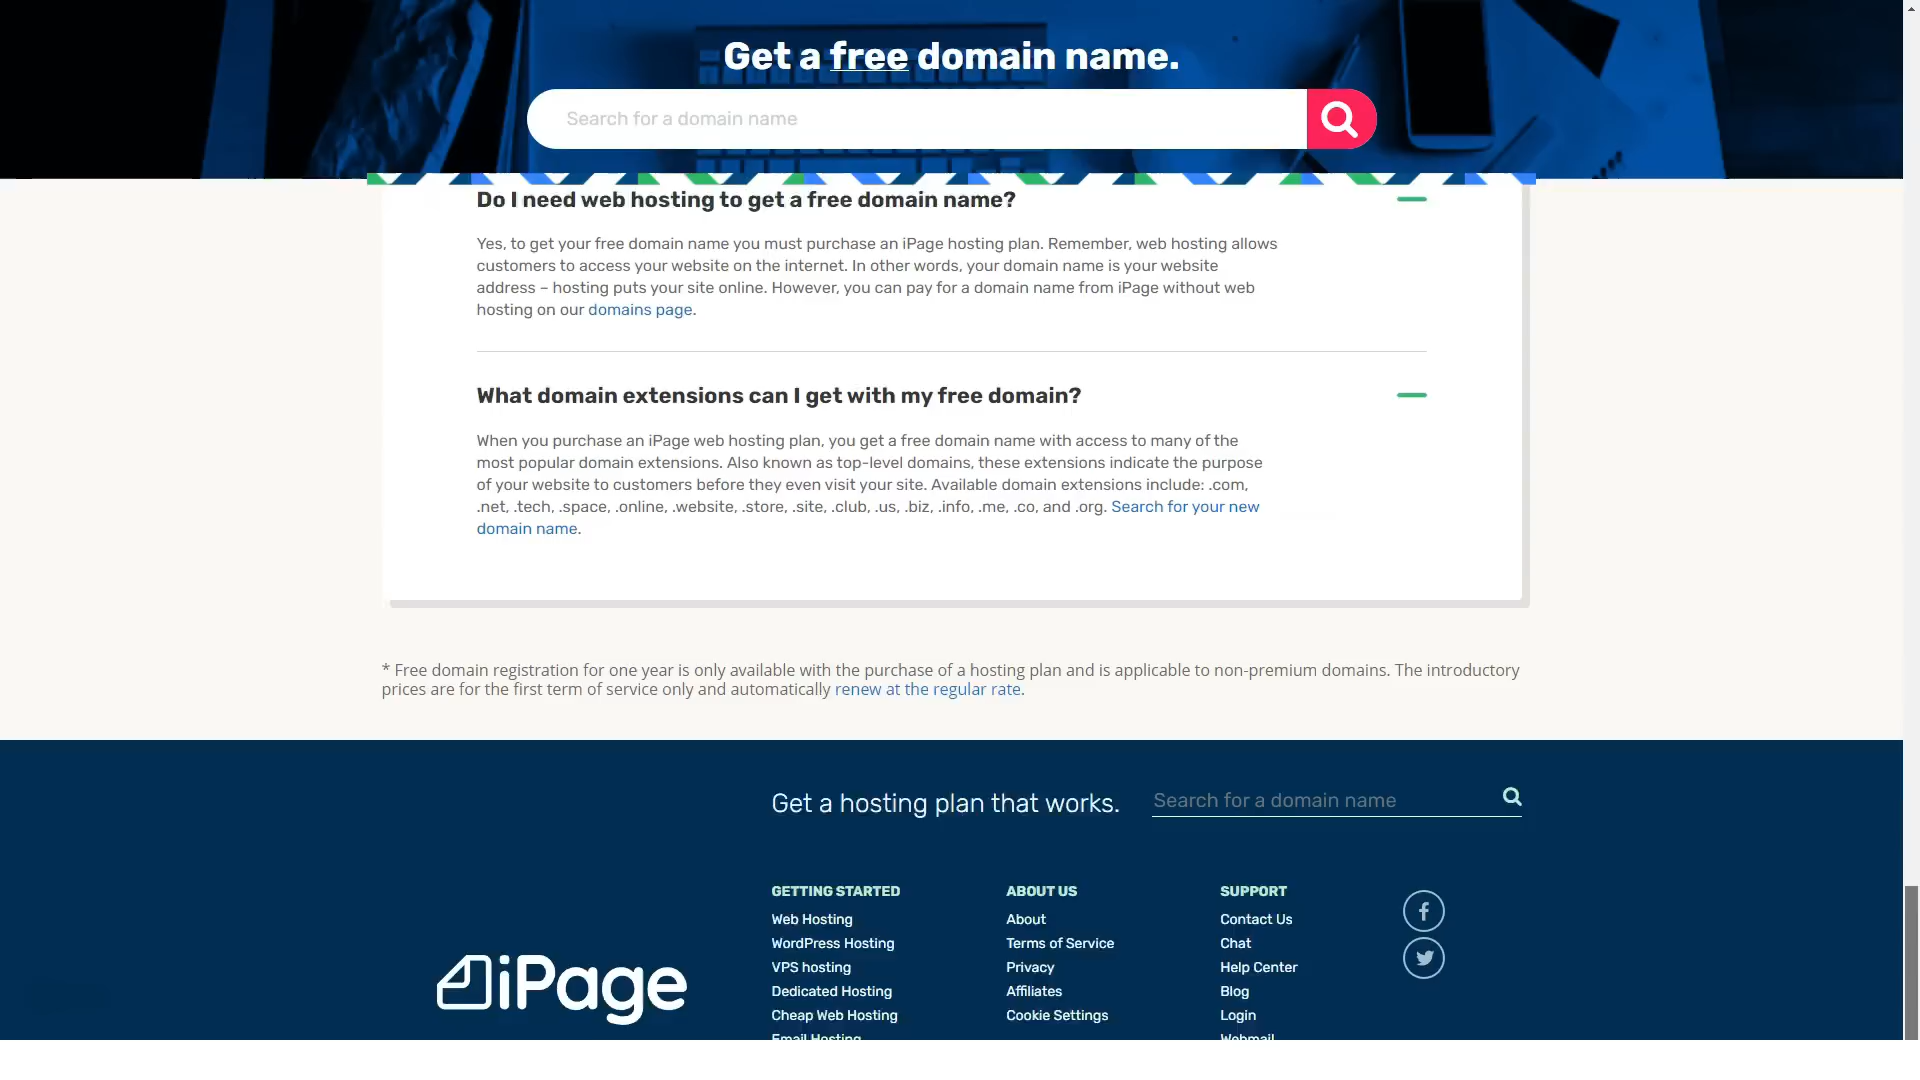 Get a free domain name.
Search for a domain name
Do I need web hosting to get a free domain name?
Yes, to get your free domain name you must purchase an iPage hosting plan. Remember, web hosting allows
customers to access your website on the internet. In other words, your domain name is your website
address – hosting puts your site online. However, you can pay for a domain name from iPage without web
hosting on our domains page.
What domain extensions can I get with my free domain?
When you purchase an iPage web hosting plan, you get a free domain name with access to many of the
most popular domain extensions. Also known as top-level domains, these extensions indicate the purpose
of your website to customers before they even visit your site. Available domain extensions include: .com,
.net, .tech, .space, .online, .website, .store, .site, .club, .us, .biz, .info, .me, .co, and .org. Search for your new
domain name.
* Free domain registration for one year is only available with the purchase of a hosting plan and is applicable to non-premium domains. The introductory
prices are for the first term of service only and automatically renew at the regular rate.
Get a hosting plan that works.
Search for a domain name
GETTING STARTED
Web Hosting
WordPress Hosting
VPS hosting
Dedicated Hosting
Cheap Web Hosting
Email Hosting
ABOUT US
About
Terms of Service
Privacy
Affiliates
Cookie Settings
SUPPORT
Contact Us
Chat
Help Center
Blog
Login
Webmail
iPage